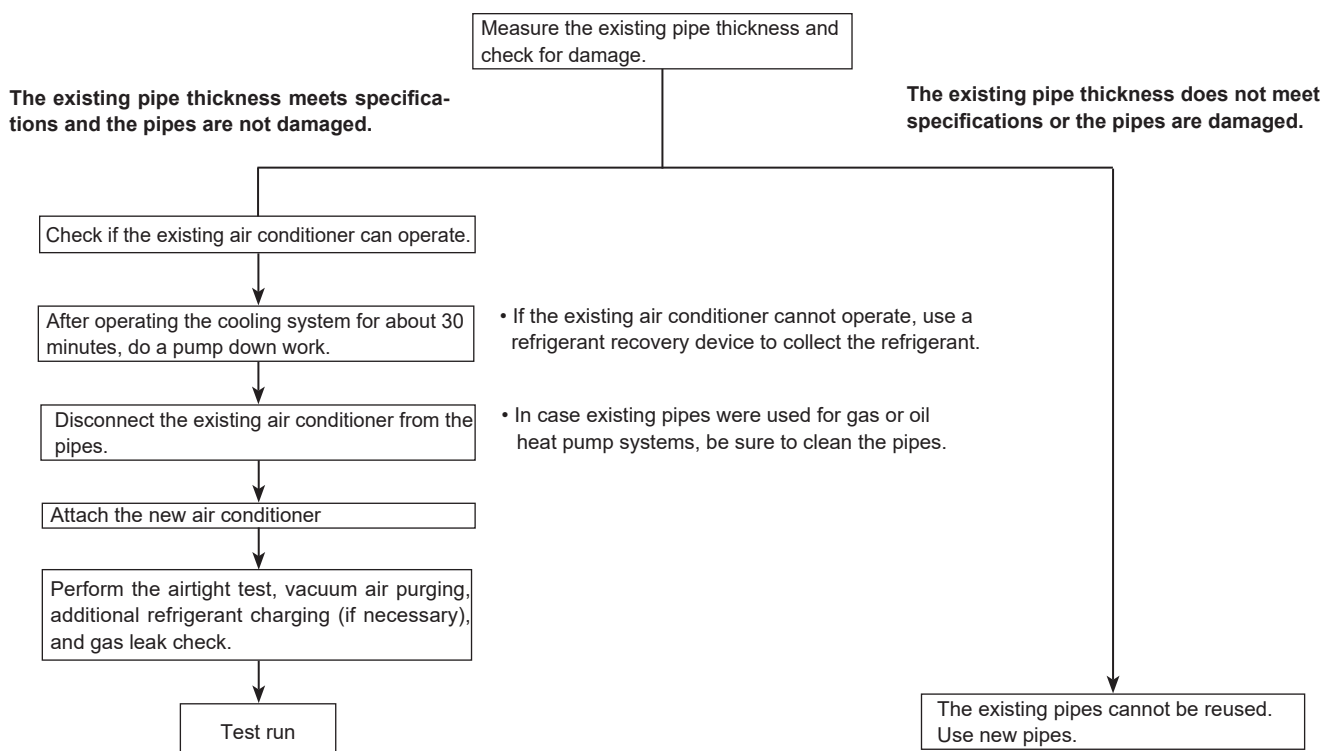 Measure the existing pipe thickness and
check for damage.
The existing pipe thickness meets specifica-
tions and the pipes are not damaged.
The existing pipe thickness does not meet
specifications or the pipes are damaged.
Check if the existing air conditioner can operate.
After operating the cooling system for about 30
minutes, do a pump down work.
• If the existing air conditioner cannot operate, use a
refrigerant recovery device to collect the refrigerant.
Disconnect the existing air conditioner from the
pipes.
• In case existing pipes were used for gas or oil
heat pump systems, be sure to clean the pipes.
Attach the new air conditioner
Perform the airtight test, vacuum air purging,
additional refrigerant charging (if necessary),
and gas leak check.
Test run
The existing pipes cannot be reused.
Use new pipes.